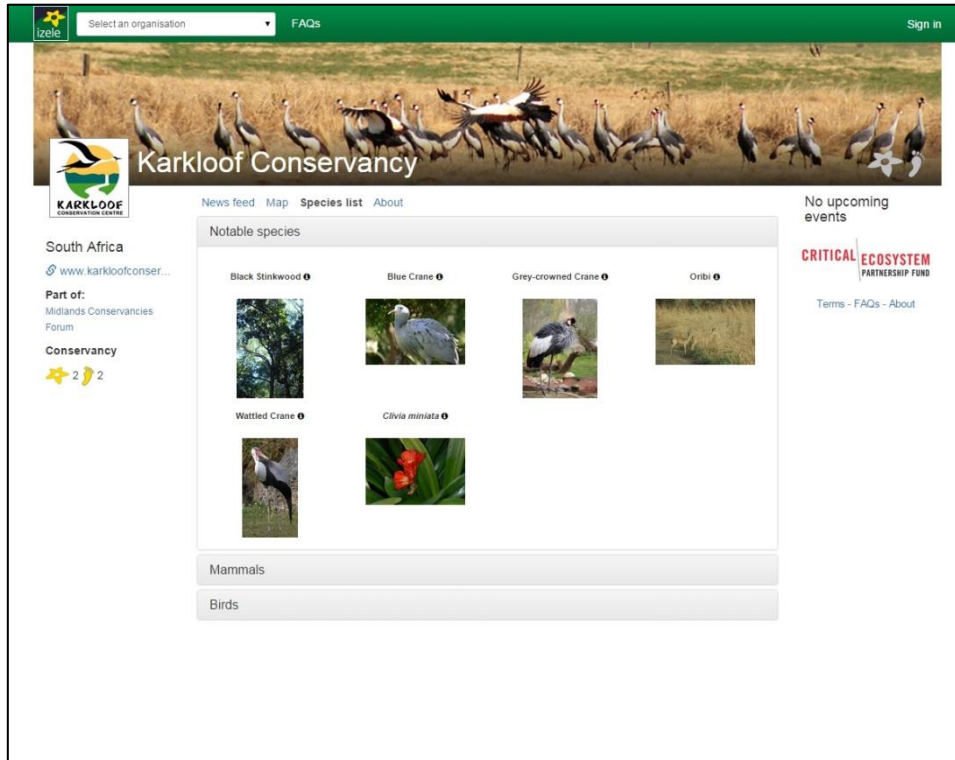 izele
Select an organisation
FAQs
Sign in
Karkloof Conservancy
KARKLOOF
CONSERVATION CENTRE
South Africa
www.karkloofconser...
Part of:
Midlands Conservancies
Forum
Conservancy
2 2
News feed Map Species list About
Notable species
Black Stinkwood Blue Crane Grey-crowned Crane Oribi
Wattled Crane Clivia miniata
Mammals
Birds
No upcoming
events
CRITICAL ECOSYSTEM
PARTNERSHIP FUND
Terms - FAQs - About